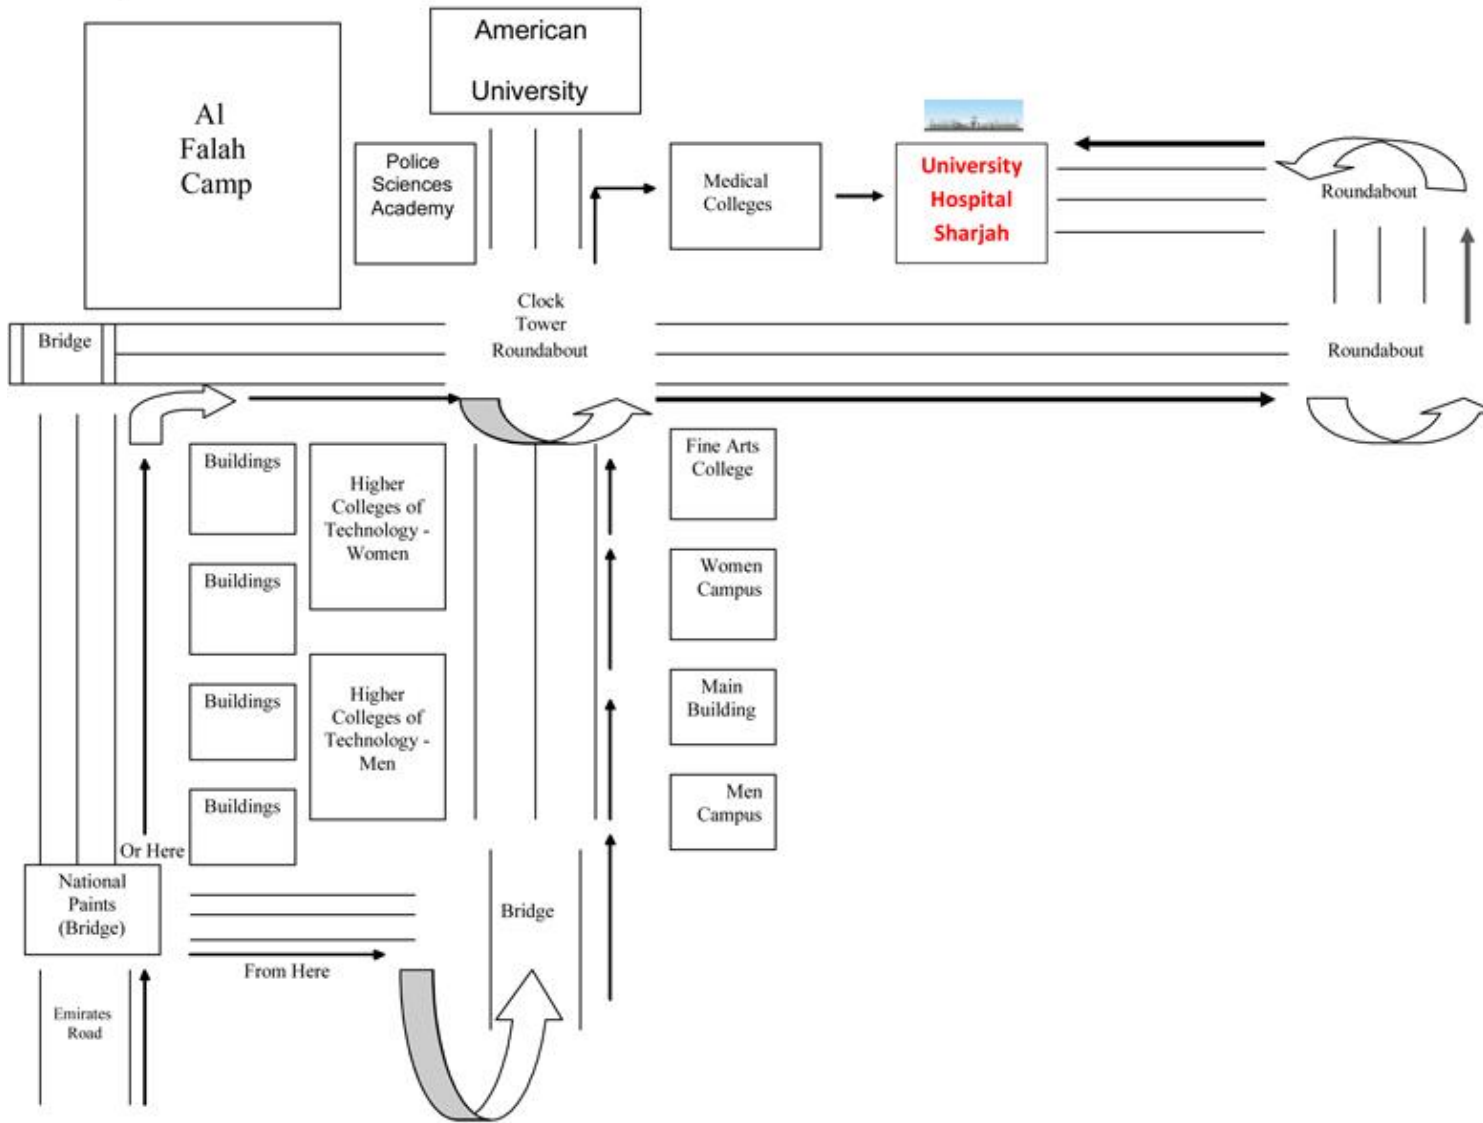 American
University
Al
Falah
Camp
Police
Sciences
Academy
Medical
Colleges
University
Hospital
Sharjah
Roundabout
Clock
Tower
Roundabout
Bridge
Roundabout
Buildings
Higher
Colleges of
Technology -
Women
Fine Arts
College
Buildings
Women
Campus
Buildings
Higher
Colleges of
Technology -
Men
Main
Building
Buildings
Men
Campus
Or Here
National
Paints
(Bridge)
Bridge
From Here
Emirates
Road